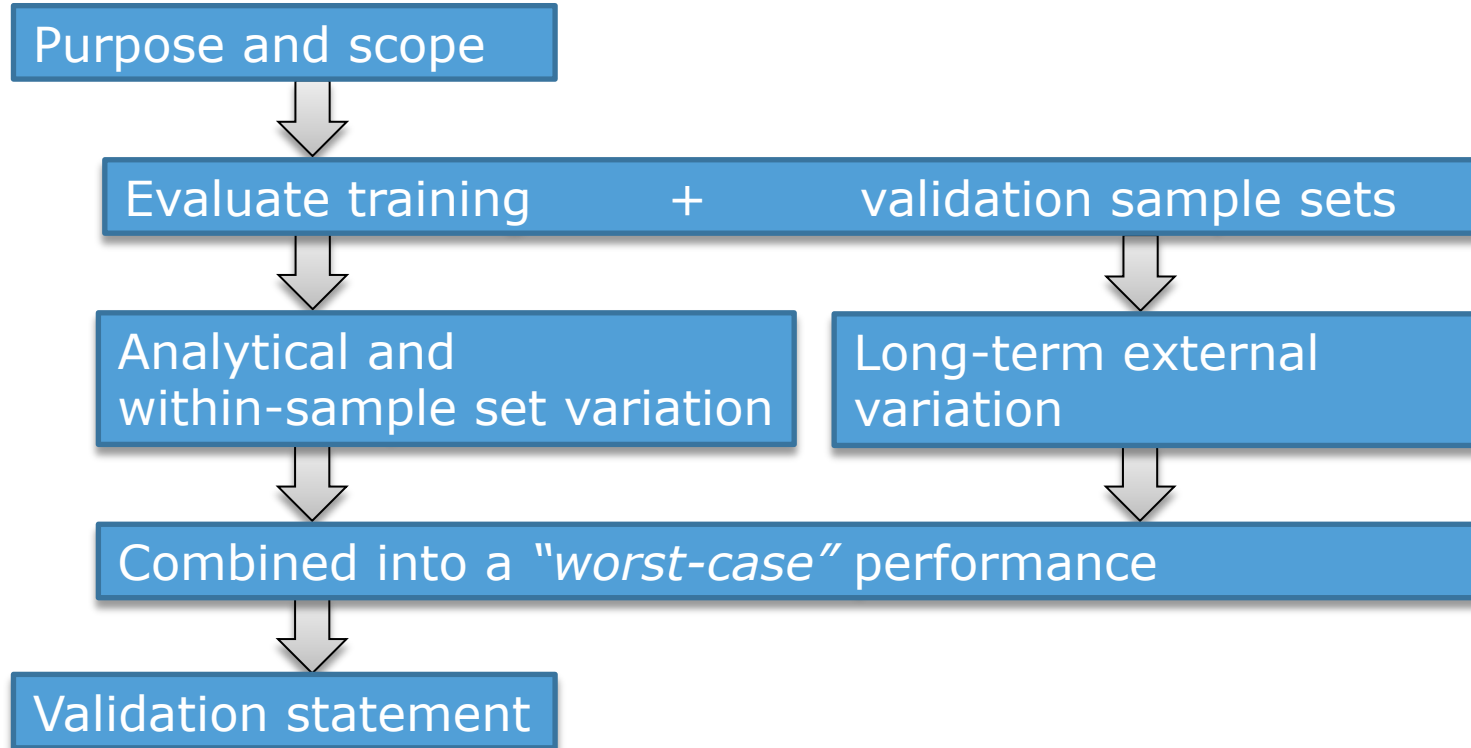 Purpose and scope
Evaluate training + validation sample sets
Analytical and
within-sample set variation
Long-term external
variation
Combined into a “worst-case” performance
Validation statement